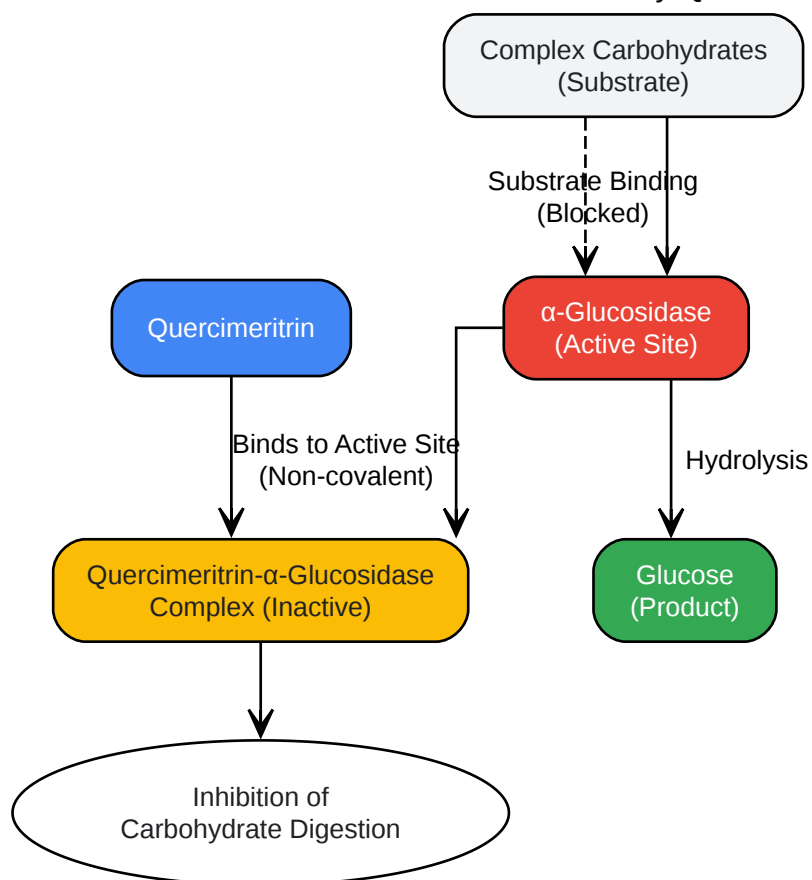 Complex Carbohydrates
(Substrate)
Substrate Binding
(Blocked)
Quercimeritrin
α-Glucosidase
(Active Site)
Binds to Active Site
(Non-covalent)
Hydrolysis
Quercimeritrin-α-Glucosidase
Complex (Inactive)
Glucose
(Product)
Inhibition of
Carbohydrate Digestion